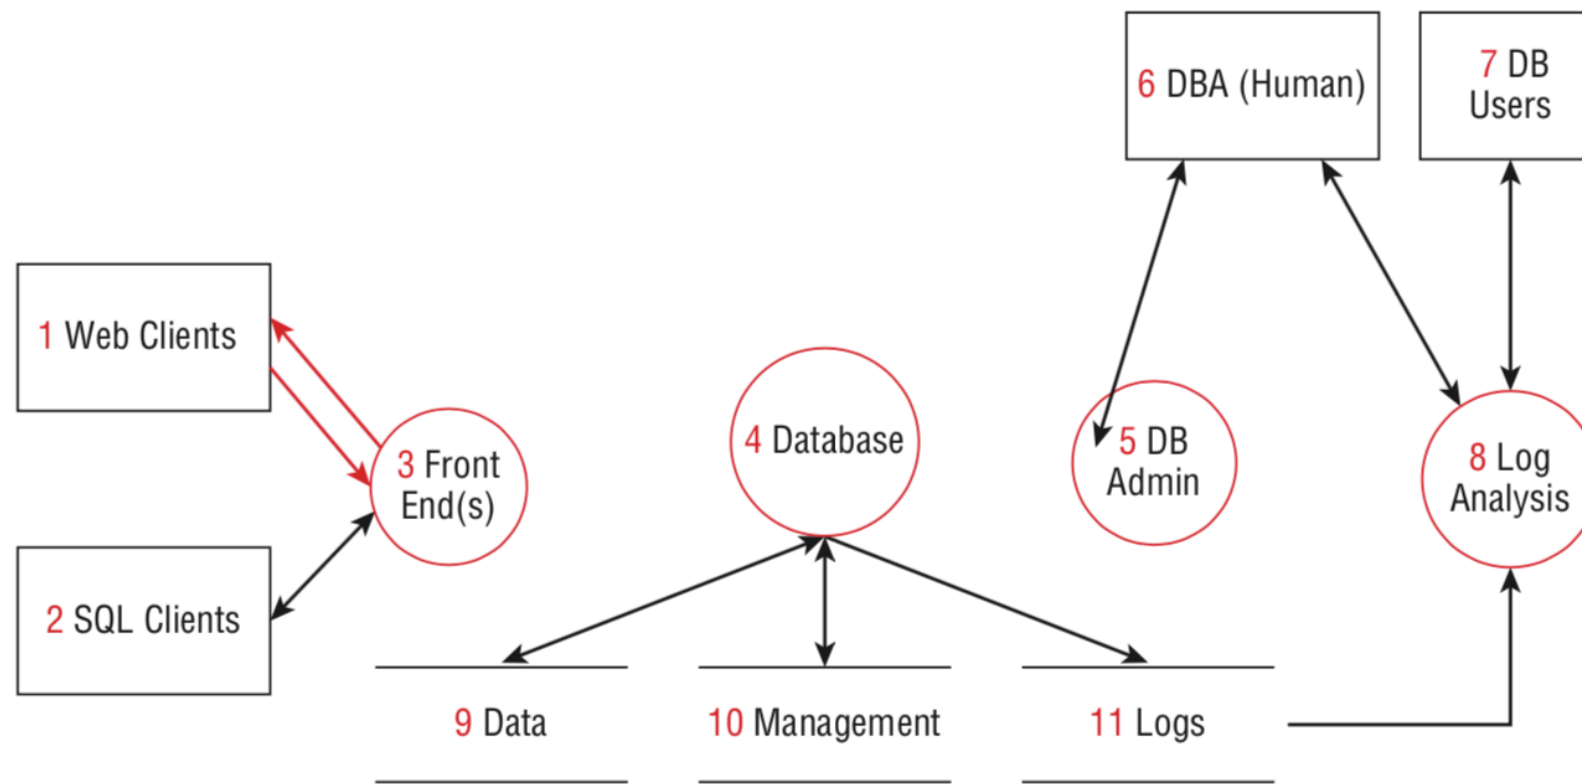 6 DBA (Human)
7 DB
Users
1 Web Clients
3 Front
End(s)
4 Database
5 DB
Admin
8 Log
Analysis
2 SQL Clients
9 Data
10 Management
11 Logs